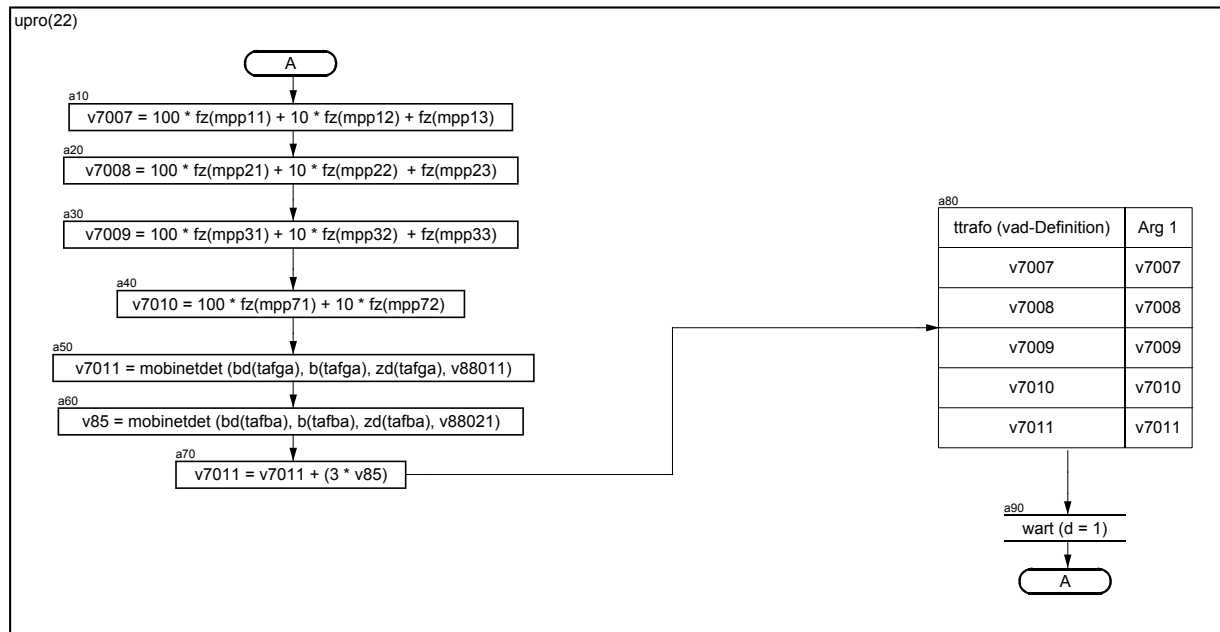 upro(22)
A
a10
v7007 = 100 * fz(mpp11) + 10 * fz(mpp12) + fz(mpp13)
a20
v7008 = 100 * fz(mpp21) + 10 * fz(mpp22)  + fz(mpp23)
a30
v7009 = 100 * fz(mpp31) + 10 * fz(mpp32)  + fz(mpp33)
a40
v7010 = 100 * fz(mpp71) + 10 * fz(mpp72)
a50
v7011 = mobinetdet (bd(tafga), b(tafga), zd(tafga), v88011)
a60
v85 = mobinetdet (bd(tafba), b(tafba), zd(tafba), v88021)
a70
v7011 = v7011 + (3 * v85)
a80
ttrafo (vad-Definition) Arg 1
v7007 v7007
v7008 v7008
v7009 v7009
v7010 v7010
v7011 v7011
a90
wart (d = 1)
A